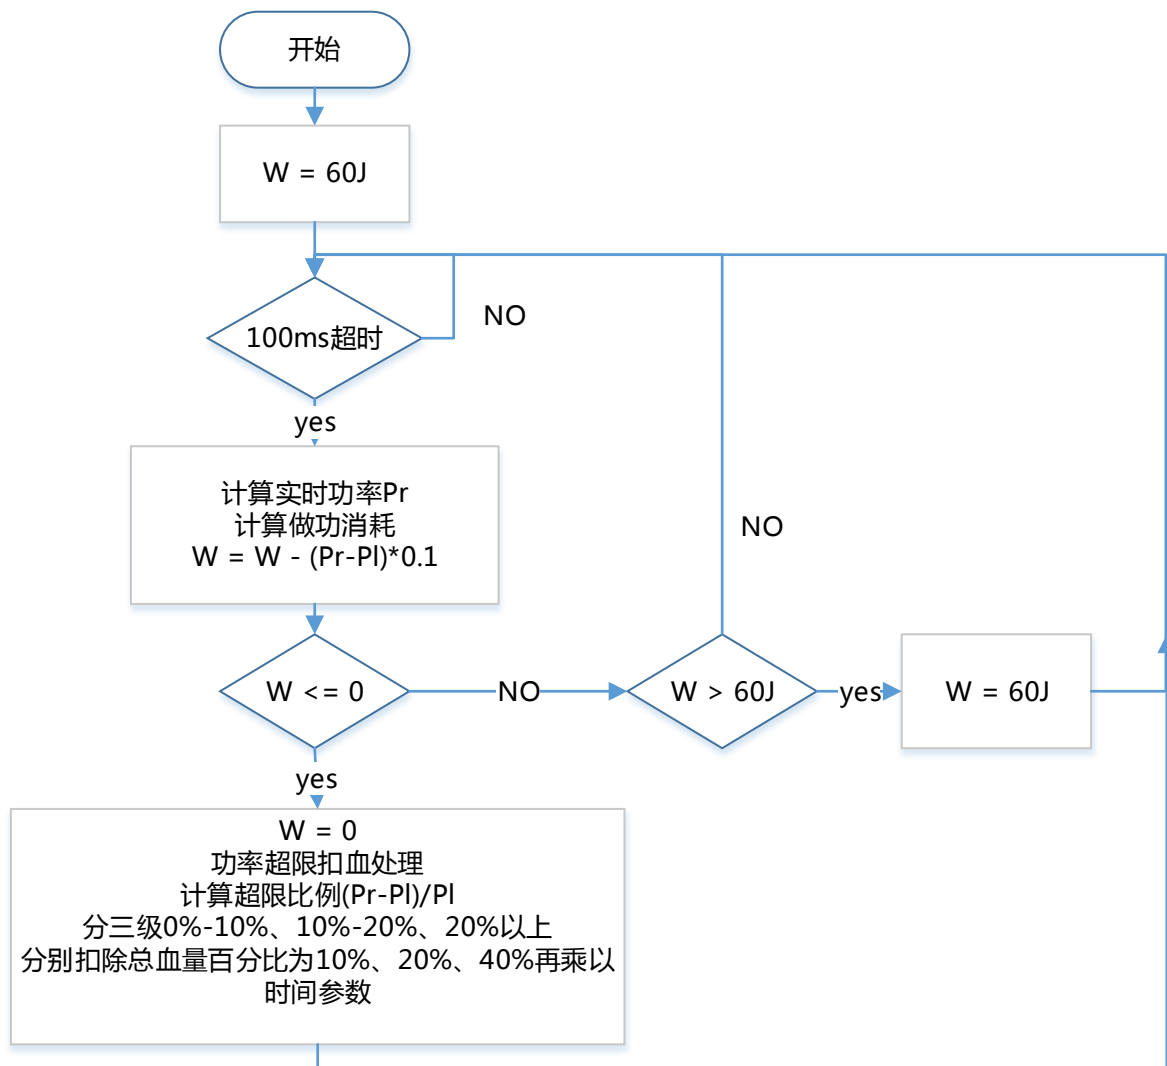 开始
W = 60J
NO
100ms超时
yes
计算实时功率Pr
计算做功消耗
W = W - (Pr-Pl)*0.1
NO
W <= 0
NO
W > 60J
yes
W = 60J
yes
W = 0
功率超限扣血处理
计算超限比例(Pr-Pl)/Pl
分三级0%-10%、10%-20%、20%以上
分别扣除总血量百分比为10%、20%、40%再乘以
时间参数